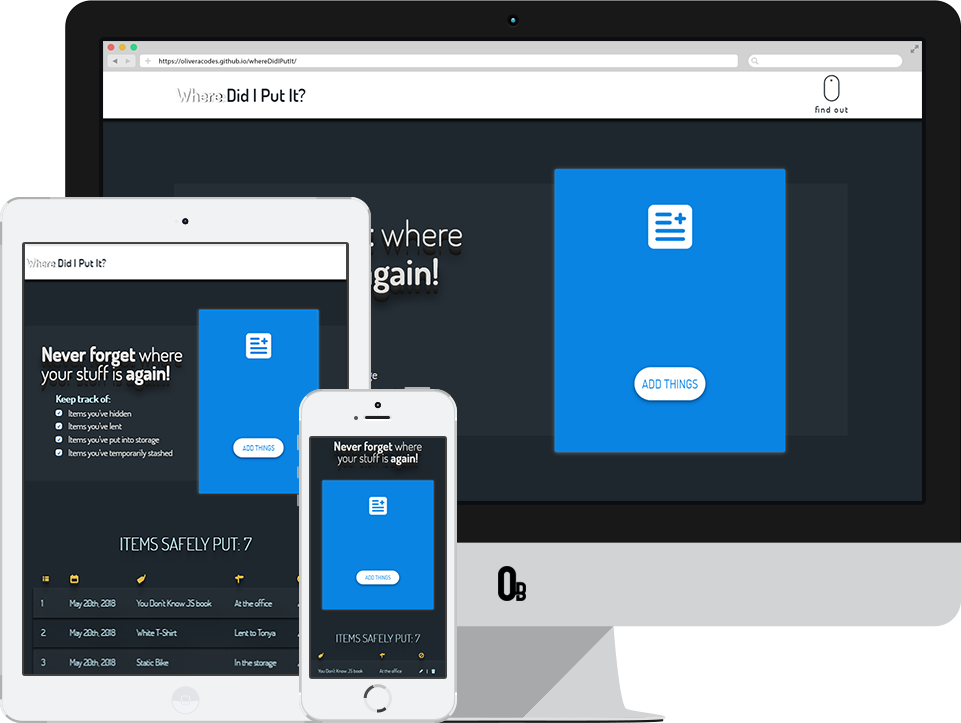 https://oliveracodes.github.io/whereDidIPutIt/
Where Did I Put It?
find out
where
again!
ADD THINGS
Where Did I Put It?
Never forget where
your stuff is again!
Keep track of:
Items you've hidden
Items you've lent
Items you've put into storage
Items you've temporarily stashed
ADD THINGS
ITEMS SAFELY PUT: 7
1 May 20th, 2018 You Don't Know JS book At the office
2 May 20th, 2018 White T-Shirt Lent to Tonya
3 May 20th, 2018 Static Bike In the storage
Never forget where
your stuff is again!
ADD THINGS
ITEMS SAFELY PUT: 7
You Don't Know JS book At the office
OB